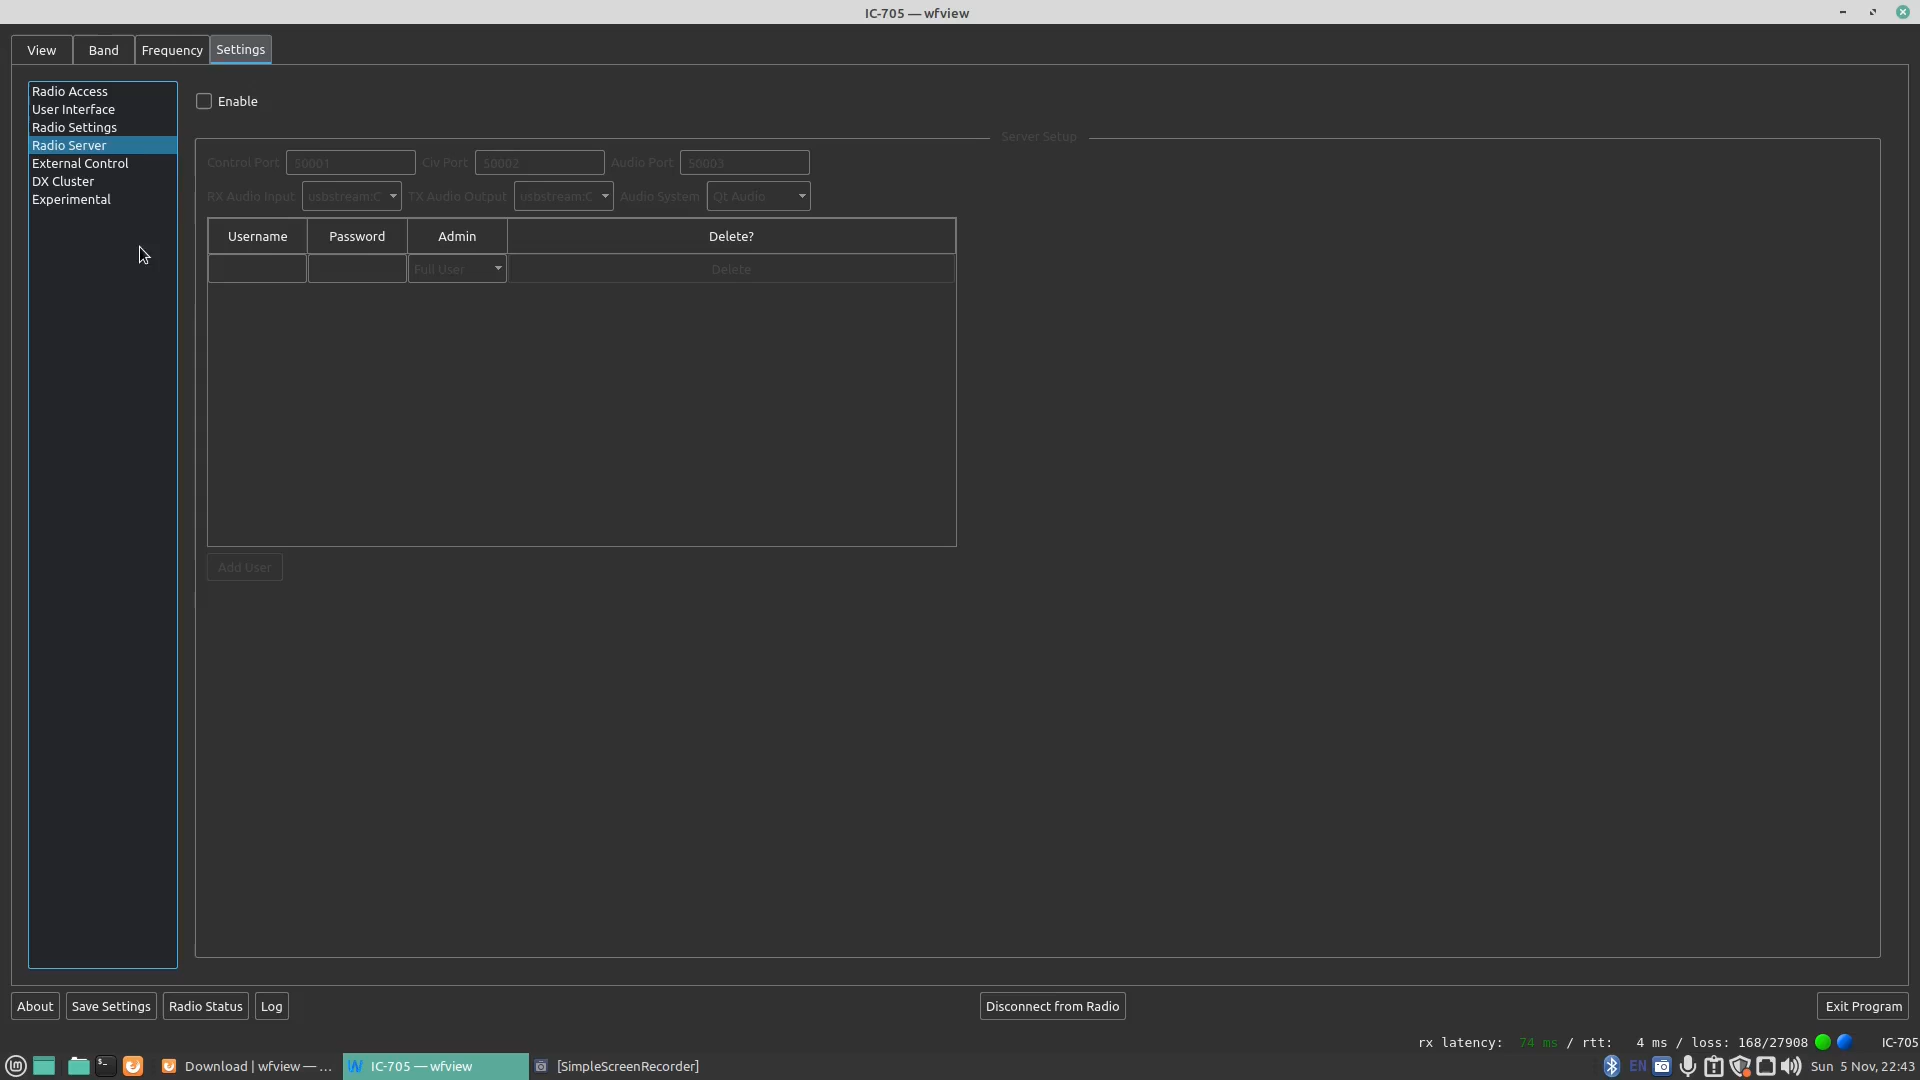 IC-705 — wfview
View Band Frequency Settings
Radio Access
User Interface
Radio Settings
Radio Server
External Control
DX Cluster
Experimental
Enable
Server Setup
Control Port 50001 Civ Port 50002 Audio Port 50003
RX Audio Input usbstream:C TX Audio Output usbstream:C Audio System Qt Audio
Username Password Admin Delete?
Full User Delete
Add User
About Save Settings Radio Status Log Disconnect from Radio Exit Program
rx latency: 74 ms / rtt: 4 ms / loss: 168/27908 IC-705
Download | wfview — ... IC-705 — wfview [SimpleScreenRecorder] EN Sun 5 Nov, 22:43